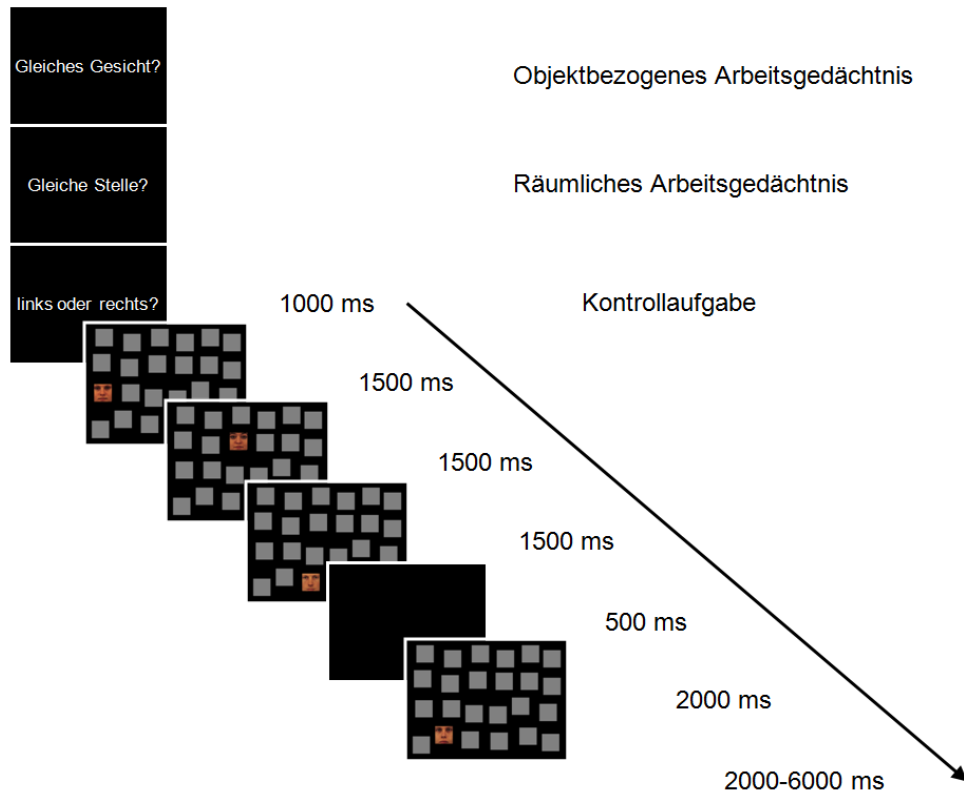 Gleiches Gesicht?
Objektbezogenes Arbeitsgedächtnis
Gleiche Stelle?
Räumliches Arbeitsgedächtnis
links oder rechts?
1000 ms
Kontrollaufgabe
1500 ms
1500 ms
1500 ms
500 ms
2000 ms
2000-6000 ms